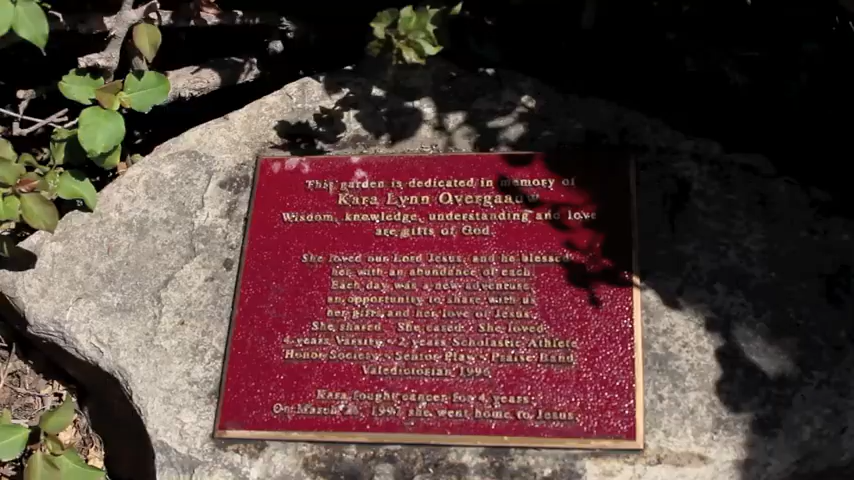 This garden is dedicated in memory of
Kara Lynn Overgaauw
Wisdom, knowledge, understanding and love
are gifts of God
She loved our Lord Jesus, and he blessed
her with an abundance of each
Each day was a new adventure,
an opportunity to share with us
her gifts and her love of Jesus.
She shared. She cared. She loved.
4 years Varsity 2 years Scholastic Athlete
Honor Society Senior Play Praise Band
Valedictorian 1996
Kara fought cancer for 4 years.
On March 1997 she went home to Jesus.